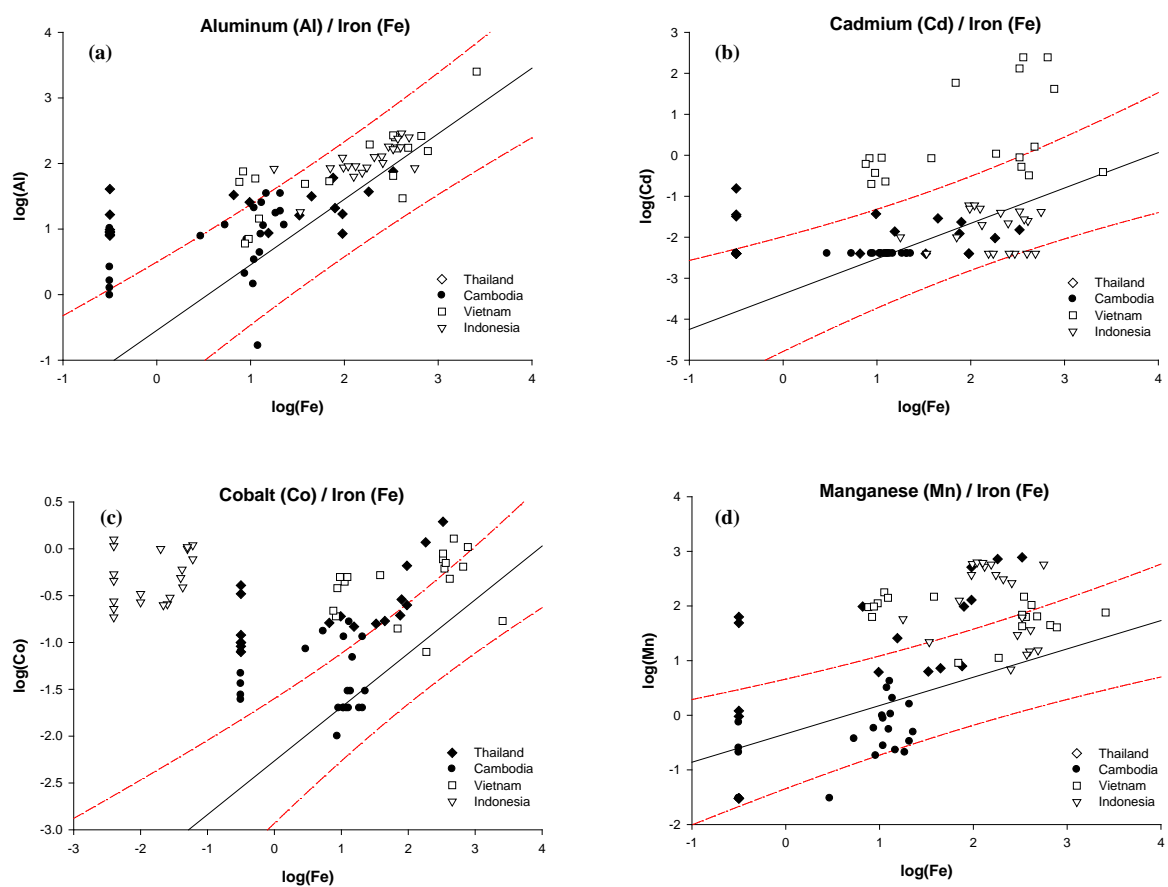 Aluminum (Al) / Iron (Fe)
(a)
4
3
2
1
0
-1
log(Al)
-1 0 1 2 3 4
log(Fe)
Thailand
Cambodia
Vietnam
Indonesia
Cadmium (Cd) / Iron (Fe)
(b)
3
2
1
0
-1
-2
-3
-4
-5
log(Cd)
-1 0 1 2 3 4
log(Fe)
Thailand
Cambodia
Vietnam
Indonesia
Cobalt (Co) / Iron (Fe)
(c)
0.5
0.0
-0.5
-1.0
-1.5
-2.0
-2.5
-3.0
log(Co)
-3 -2 -1 0 1 2 3 4
log(Fe)
Thailand
Cambodia
Vietnam
Indonesia
Manganese (Mn) / Iron (Fe)
(d)
4
3
2
1
0
-1
-2
log(Mn)
-1 0 1 2 3 4
log(Fe)
Thailand
Cambodia
Vietnam
Indonesia